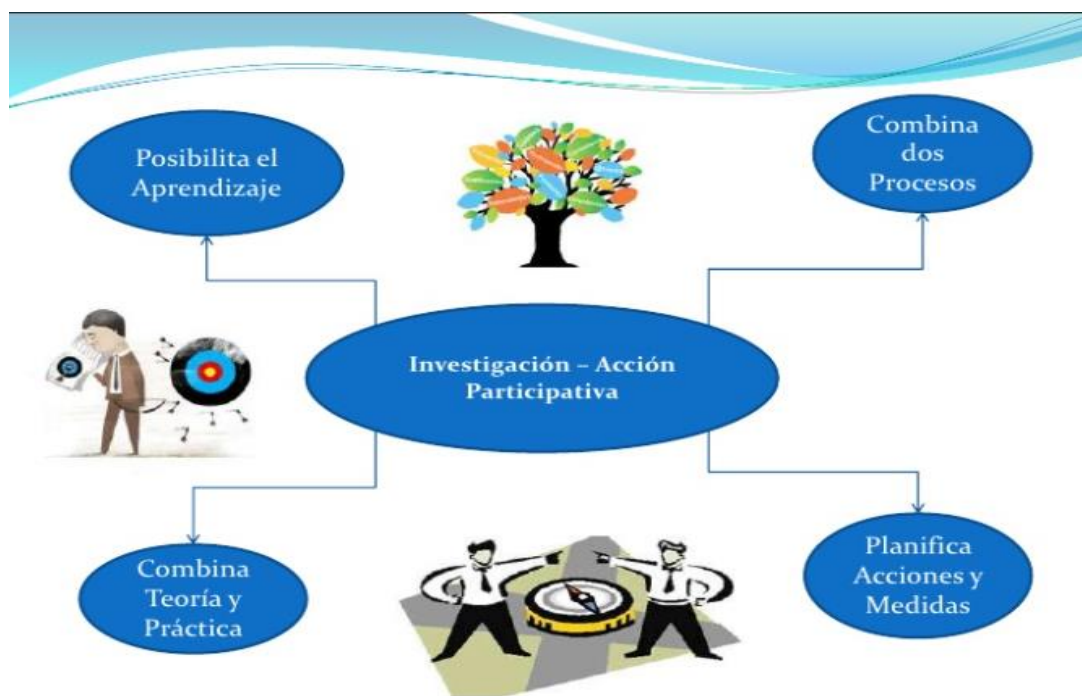 Posibilita el
Aprendizaje
Combina
dos
Procesos
Investigación – Acción
Participativa
Combina
Teoría y
Práctica
Planifica
Acciones y
Medidas